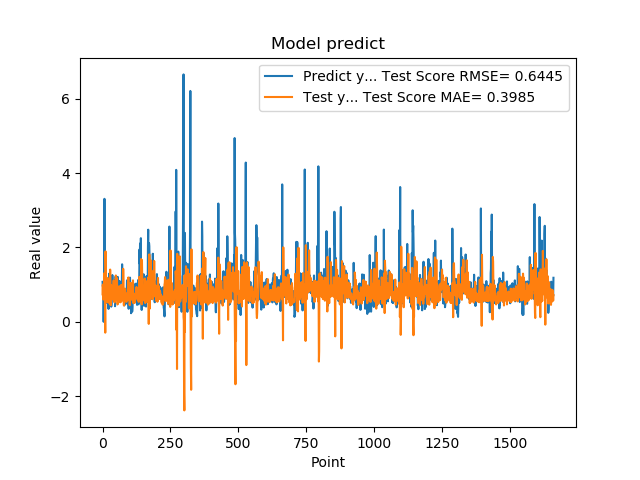 Model predict
Predict y... Test Score RMSE= 0.6445
Test y... Test Score MAE= 0.3985
6
4
2
0
−2
Real value
0 250 500 750 1000 1250 1500
Point